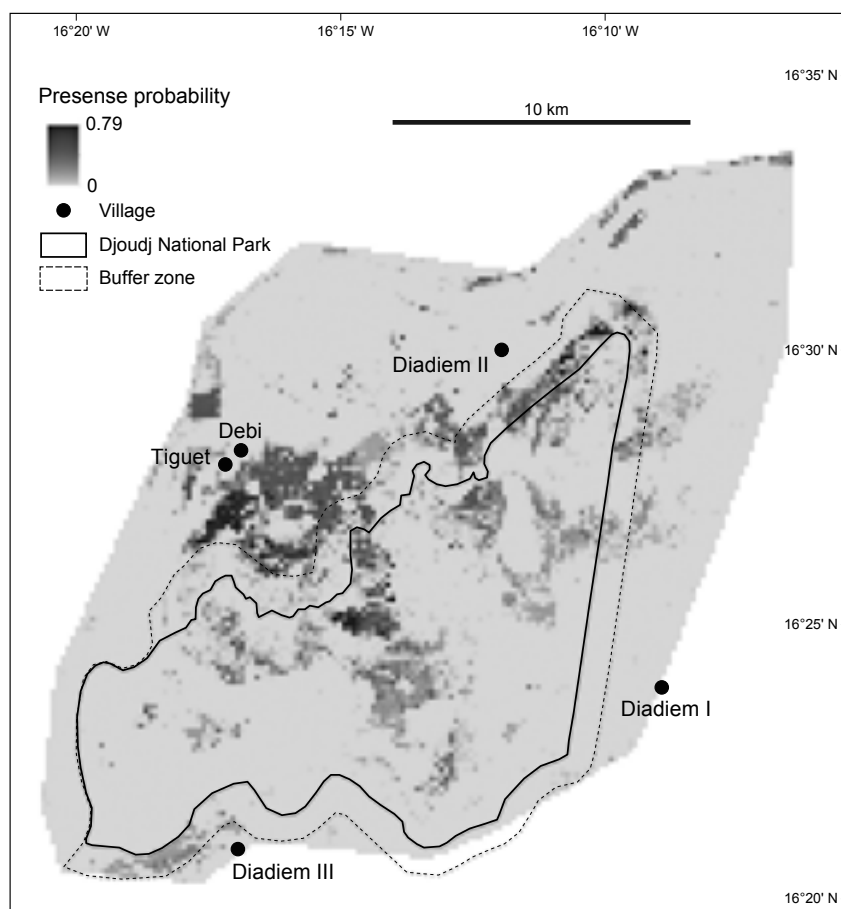 16°20' W
16°15' W
16°10' W
16°35' N
Presense probability
0.79
0
10 km
Village
Djoudj National Park
Buffer zone
16°30' N
Diadiem II
Debi
Tiguet
16°25' N
Diadiem I
Diadiem III
16°20' N